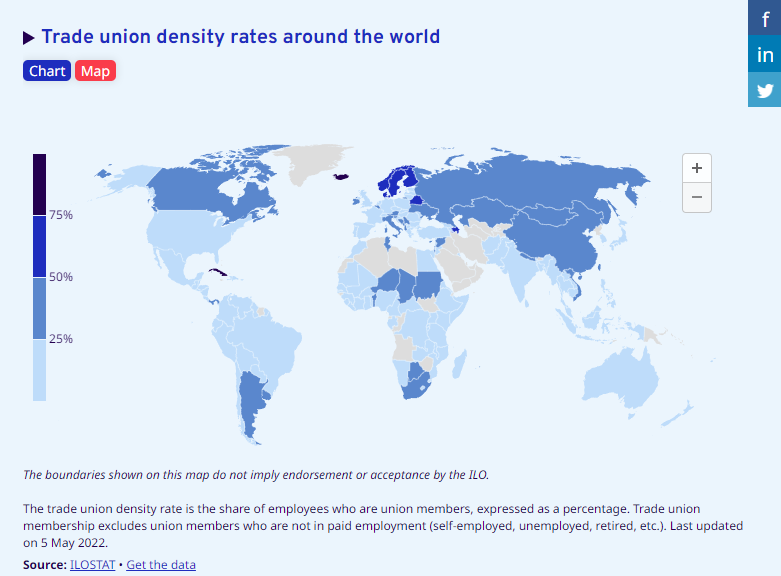 Trade union density rates around the world
f
in
Chart Map
+
−
75%
50%
25%
The boundaries shown on this map do not imply endorsement or acceptance by the ILO.
The trade union density rate is the share of employees who are union members, expressed as a percentage. Trade union
membership excludes union members who are not in paid employment (self-employed, unemployed, retired, etc.). Last updated
on 5 May 2022.
Source: ILOSTAT • Get the data